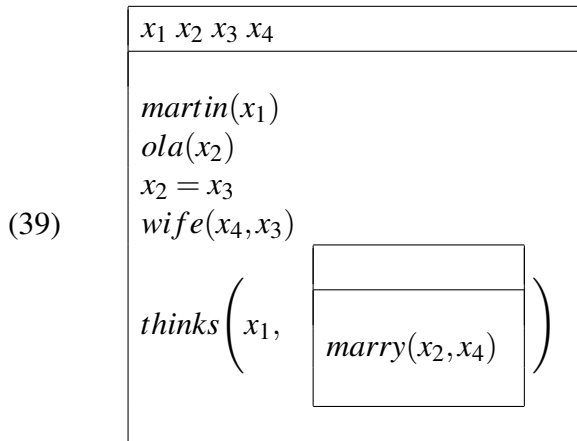 x₁ x₂ x₃ x₄
martin(x₁)
ola(x₂)
x₂ = x₃
(39) wife(x₄,x₃)
thinks(x₁, marry(x₂,x₄))